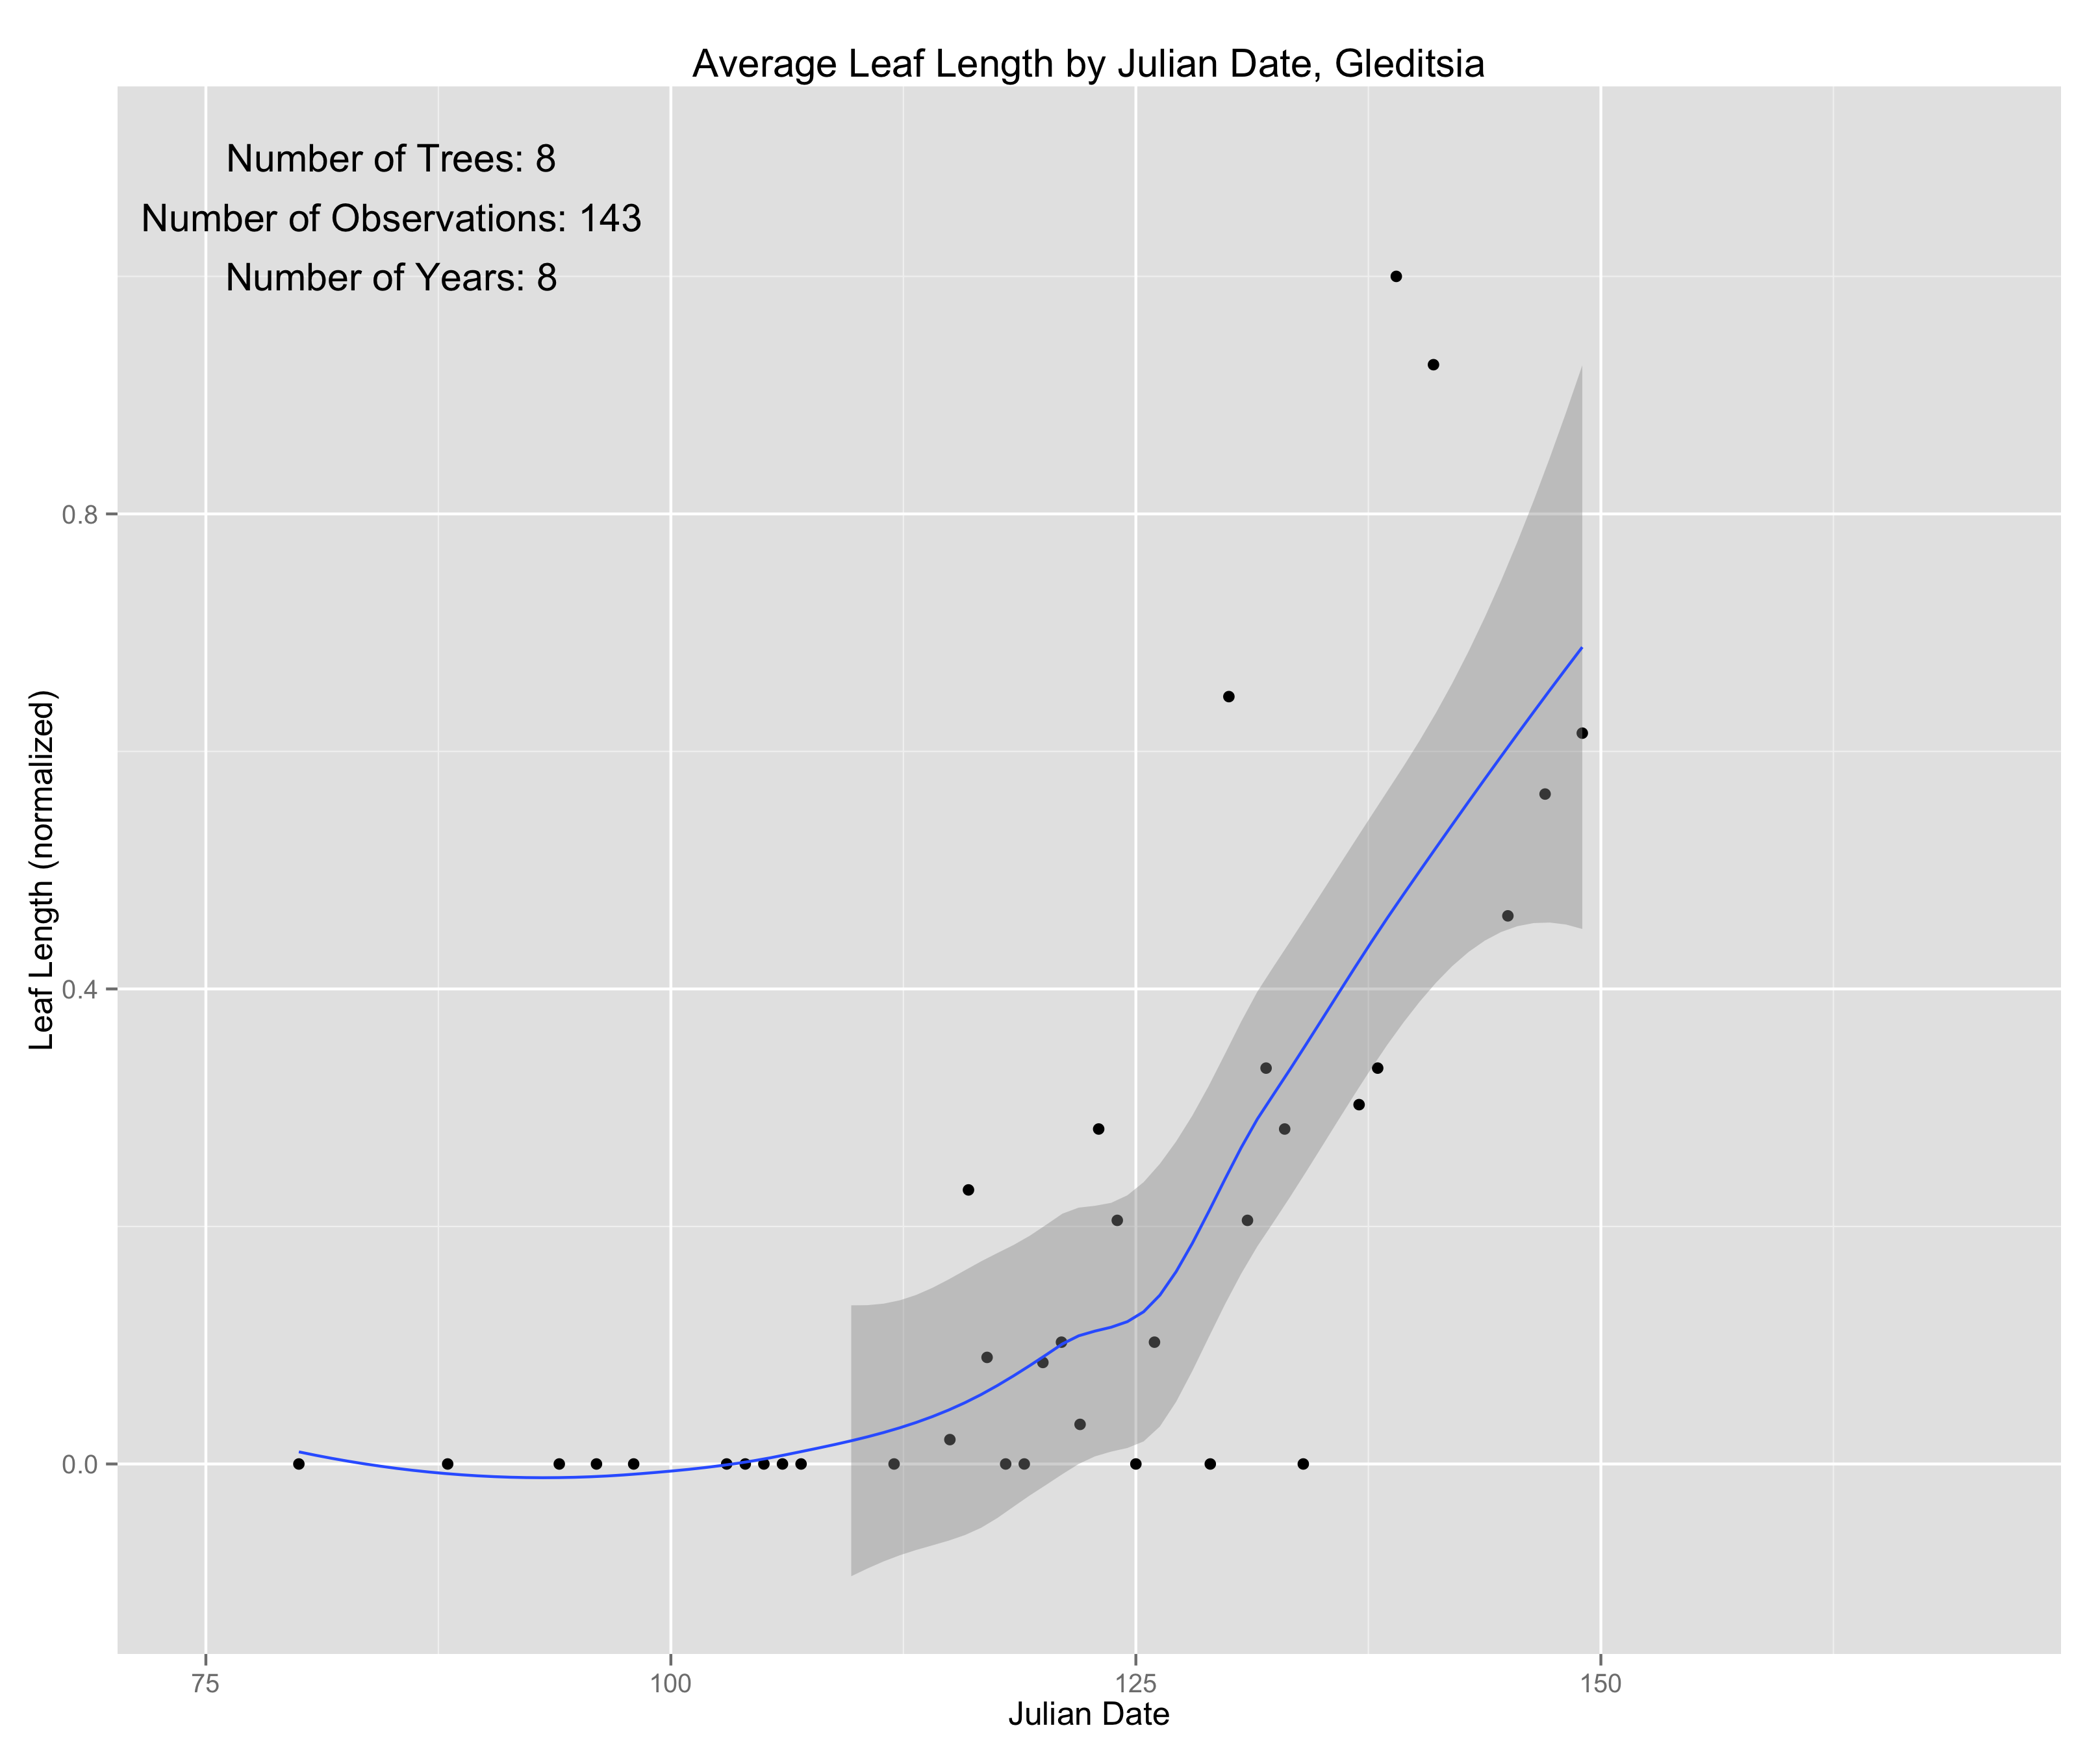 Average Leaf Length by Julian Date, Gleditsia
Number of Trees: 8
Number of Observations: 143
Number of Years: 8
0.8
0.4
0.0
Leaf Length (normalized)
75 100 125 150
Julian Date